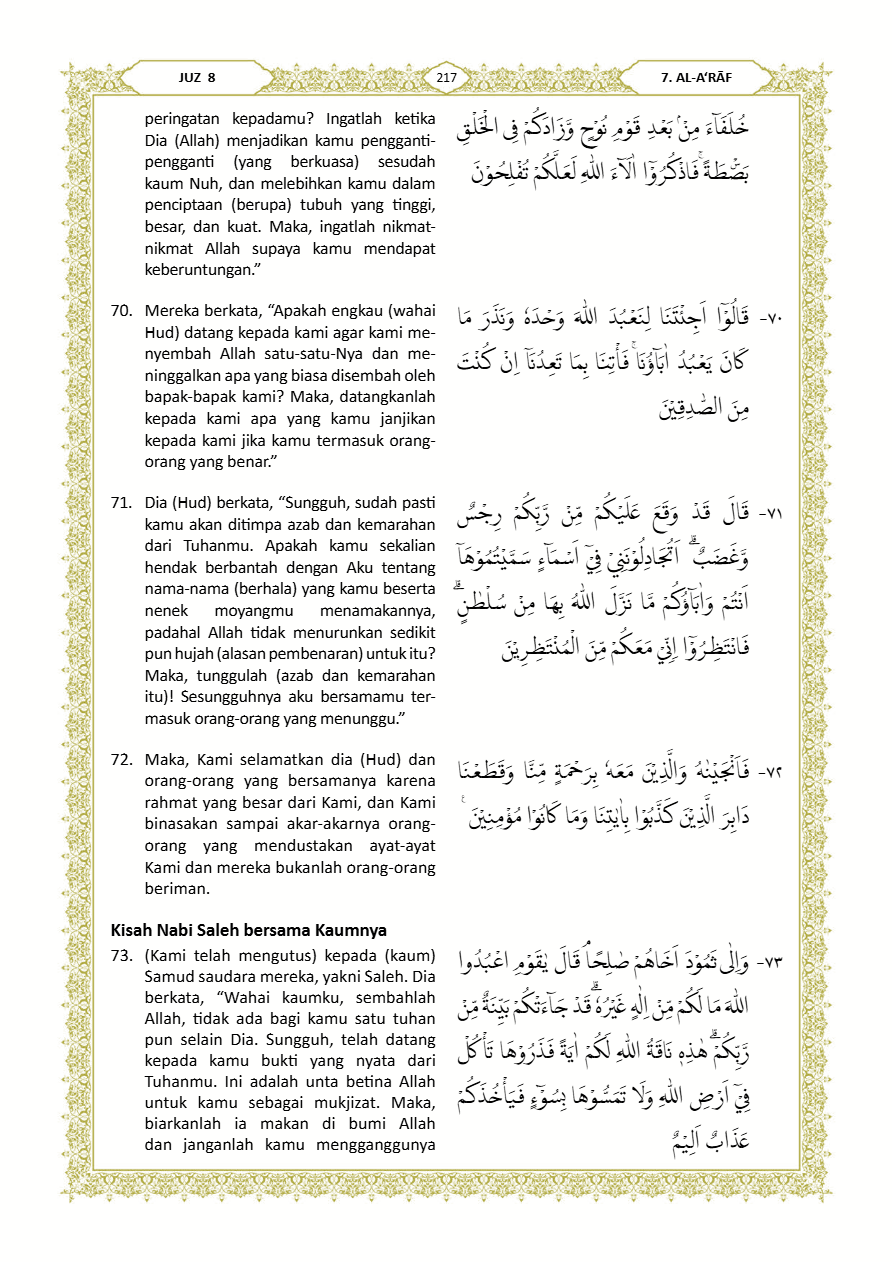 JUZ 8
217
7. AL-A‘RĀF
peringatan kepadamu? Ingatlah ketika
Dia (Allah) menjadikan kamu pengganti-
pengganti (yang berkuasa) sesudah
kaum Nuh, dan melebihkan kamu dalam
penciptaan (berupa) tubuh yang tinggi,
besar, dan kuat. Maka, ingatlah nikmat-
nikmat Allah supaya kamu mendapat
keberuntungan.”
خُلَفَاۤءَ مِنْۢ بَعْدِ قَوْمِ نُوْحٍ وَّزَادَكُمْ فِى الْخَلْقِ
بَصْۣطَةً ۚفَاذْكُرُوْٓا اٰلَاۤءَ اللّٰهِ لَعَلَّكُمْ تُفْلِحُوْنَ
70. Mereka berkata, “Apakah engkau (wahai
Hud) datang kepada kami agar kami me-
nyembah Allah satu-satu-Nya dan me-
ninggalkan apa yang biasa disembah oleh
bapak-bapak kami? Maka, datangkanlah
kepada kami apa yang kamu janjikan
kepada kami jika kamu termasuk orang-
orang yang benar.”
٧٠- قَالُوْٓا اَجِئْتَنَا لِنَعْبُدَ اللّٰهَ وَحْدَهٗ وَنَذَرَ مَا
كَانَ يَعْبُدُ اٰبَاۤؤُنَا ۚفَأْتِنَا بِمَا تَعِدُنَآ اِنْ كُنْتَ
مِنَ الصّٰدِقِيْنَ
71. Dia (Hud) berkata, “Sungguh, sudah pasti
kamu akan ditimpa azab dan kemarahan
dari Tuhanmu. Apakah kamu sekalian
hendak berbantah dengan Aku tentang
nama-nama (berhala) yang kamu beserta
nenek moyangmu menamakannya,
padahal Allah tidak menurunkan sedikit
pun hujah (alasan pembenaran) untuk itu?
Maka, tunggulah (azab dan kemarahan
itu)! Sesungguhnya aku bersamamu ter-
masuk orang-orang yang menunggu.”
٧١- قَالَ قَدْ وَقَعَ عَلَيْكُمْ مِّنْ رَّبِّكُمْ رِجْسٌ
وَّغَضَبٌۗ اَتُجَادِلُوْنَنِيْ فِيْٓ اَسْمَاۤءٍ سَمَّيْتُمُوْهَآ
اَنْتُمْ وَاٰبَاۤؤُكُمْ مَّا نَزَّلَ اللّٰهُ بِهَا مِنْ سُلْطٰنٍۗ
فَانْتَظِرُوْٓا اِنِّيْ مَعَكُمْ مِّنَ الْمُنْتَظِرِيْنَ
72. Maka, Kami selamatkan dia (Hud) dan
orang-orang yang bersamanya karena
rahmat yang besar dari Kami, dan Kami
binasakan sampai akar-akarnya orang-
orang yang mendustakan ayat-ayat
Kami dan mereka bukanlah orang-orang
beriman.
٧٢- فَاَنْجَيْنٰهُ وَالَّذِيْنَ مَعَهٗ بِرَحْمَةٍ مِّنَّا وَقَطَعْنَا
دَابِرَ الَّذِيْنَ كَذَّبُوْا بِاٰيٰتِنَا وَمَا كَانُوْا مُؤْمِنِيْنَ ࣖ
Kisah Nabi Saleh bersama Kaumnya
73. (Kami telah mengutus) kepada (kaum)
Samud saudara mereka, yakni Saleh. Dia
berkata, “Wahai kaumku, sembahlah
Allah, tidak ada bagi kamu satu tuhan
pun selain Dia. Sungguh, telah datang
kepada kamu bukti yang nyata dari
Tuhanmu. Ini adalah unta betina Allah
untuk kamu sebagai mukjizat. Maka,
biarkanlah ia makan di bumi Allah
dan janganlah kamu mengganggunya
٧٣- وَاِلٰى ثَمُوْدَ اَخَاهُمْ صٰلِحًاۘ قَالَ يٰقَوْمِ اعْبُدُوا
اللّٰهَ مَا لَكُمْ مِّنْ اِلٰهٍ غَيْرُهٗۗ قَدْ جَاۤءَتْكُمْ بَيِّنَةٌ مِّنْ
رَّبِّكُمْۗ هٰذِهٖ نَاقَةُ اللّٰهِ لَكُمْ اٰيَةً فَذَرُوْهَا تَأْكُلْ
فِيْٓ اَرْضِ اللّٰهِ وَلَا تَمَسُّوْهَا بِسُوْۤءٍ فَيَأْخُذَكُمْ
عَذَابٌ اَلِيْمٌ